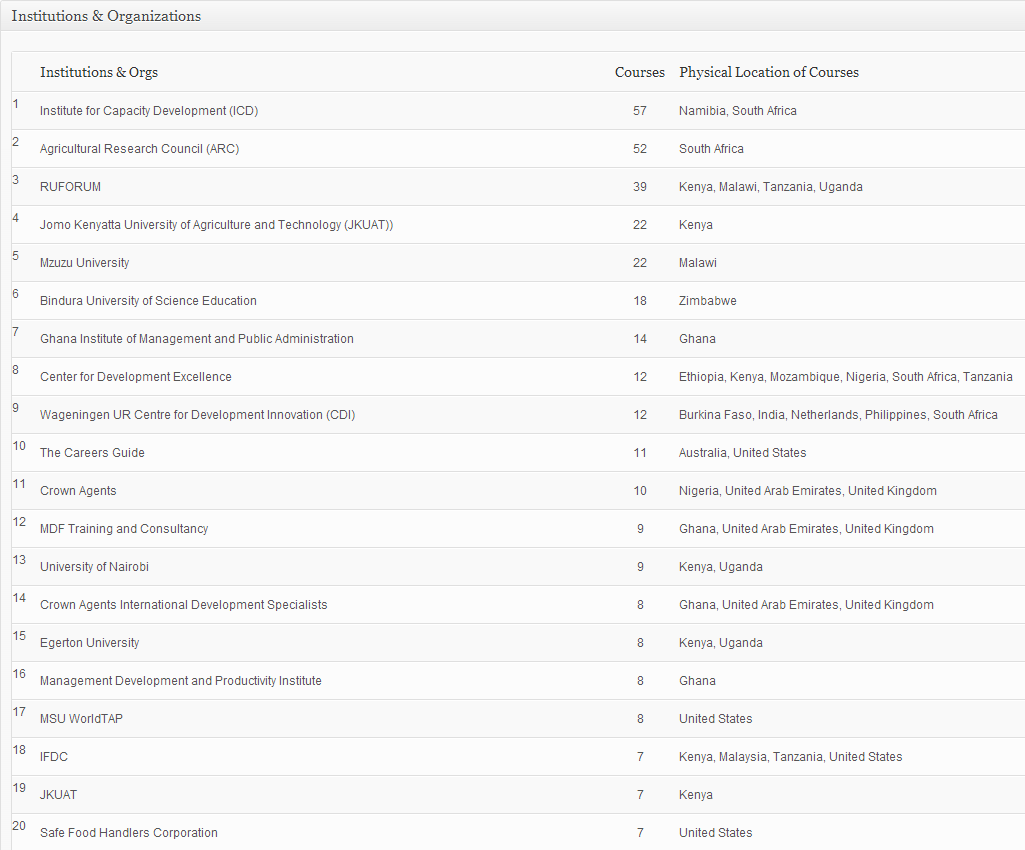 Institutions & Organizations
Institutions & Orgs Courses Physical Location of Courses
1 Institute for Capacity Development (ICD) 57 Namibia, South Africa
2 Agricultural Research Council (ARC) 52 South Africa
3 RUFORUM 39 Kenya, Malawi, Tanzania, Uganda
4 Jomo Kenyatta University of Agriculture and Technology (JKUAT)) 22 Kenya
5 Mzuzu University 22 Malawi
6 Bindura University of Science Education 18 Zimbabwe
7 Ghana Institute of Management and Public Administration 14 Ghana
8 Center for Development Excellence 12 Ethiopia, Kenya, Mozambique, Nigeria, South Africa, Tanzania
9 Wageningen UR Centre for Development Innovation (CDI) 12 Burkina Faso, India, Netherlands, Philippines, South Africa
10 The Careers Guide 11 Australia, United States
11 Crown Agents 10 Nigeria, United Arab Emirates, United Kingdom
12 MDF Training and Consultancy 9 Ghana, United Arab Emirates, United Kingdom
13 University of Nairobi 9 Kenya, Uganda
14 Crown Agents International Development Specialists 8 Ghana, United Arab Emirates, United Kingdom
15 Egerton University 8 Kenya, Uganda
16 Management Development and Productivity Institute 8 Ghana
17 MSU WorldTAP 8 United States
18 IFDC 7 Kenya, Malaysia, Tanzania, United States
19 JKUAT 7 Kenya
20 Safe Food Handlers Corporation 7 United States